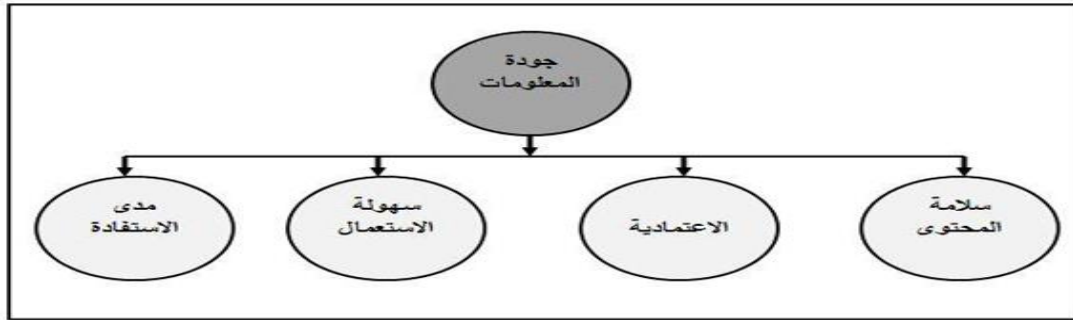 جودة
المعلومات
سلامة
المحتوى
الاعتمادية
سهولة
الاستعمال
مدى
الاستفادة